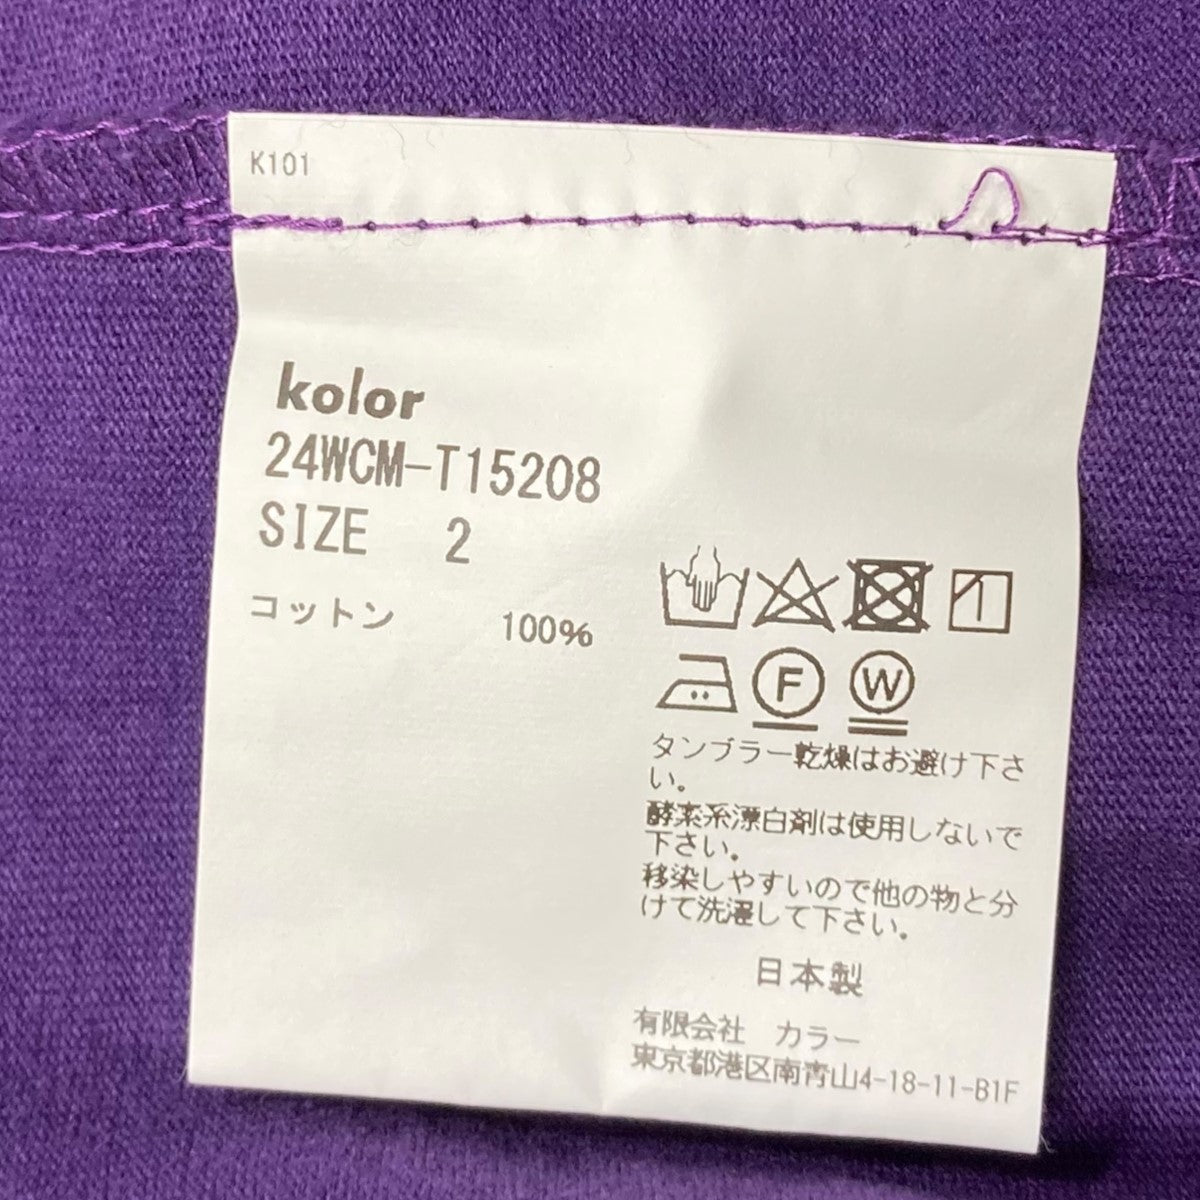 K101
kolor
24WCM-T15208
SIZE 2
コットン 100%
F W
タンブラー乾燥はお避け下さ
い。
酵素系漂白剤は使用しないで
下さい。
移染しやすいので他の物と分
けて洗濯して下さい。
日本製
有限会社 カラー
東京都港区南青山4-18-11-B1F